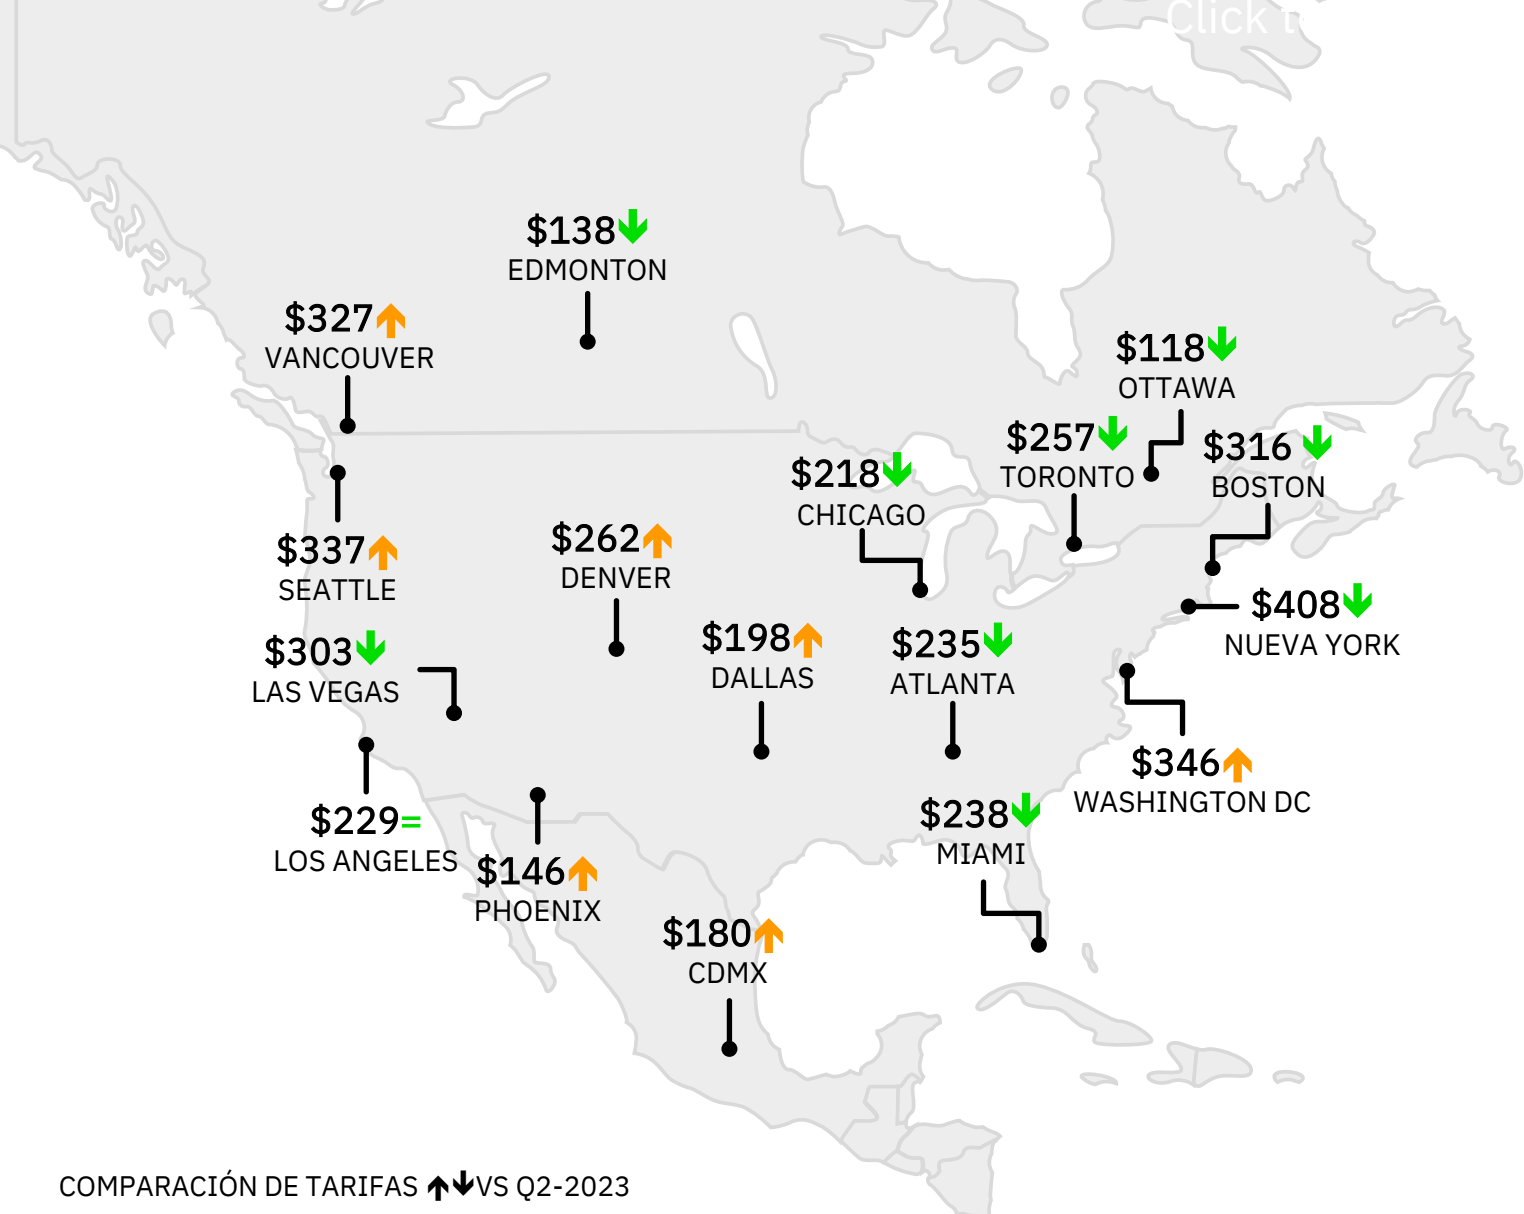 Click to
$138
EDMONTON
$327
VANCOUVER
$118
OTTAWA
$257
TORONTO
$316
BOSTON
$218
CHICAGO
$337
SEATTLE
$262
DENVER
$408
NUEVA YORK
$303
LAS VEGAS
$198
DALLAS
$235
ATLANTA
$346
WASHINGTON DC
$229=
LOS ANGELES
$238
MIAMI
$146
PHOENIX
$180
CDMX
COMPARACIÓN DE TARIFAS ↑↓VS Q2-2023